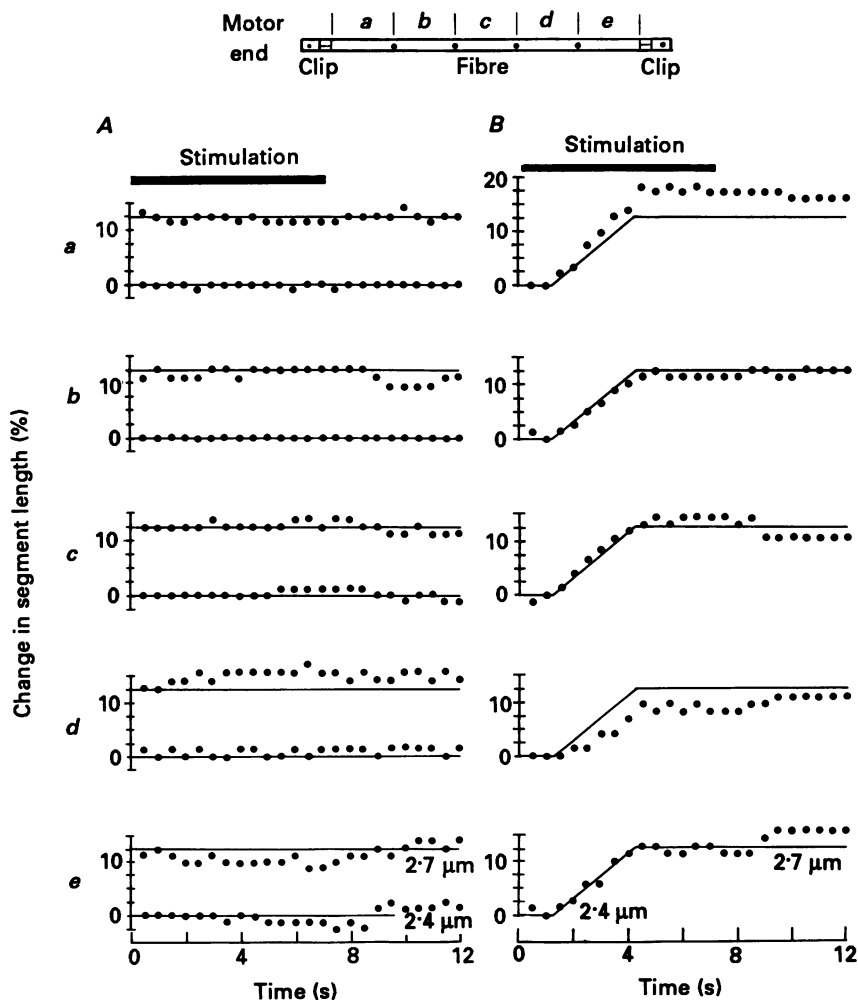 Motor end
a b c d e
Clip Fibre Clip
A B
Stimulation Stimulation
20
a 10 10
0 0
b 10 10
0 0
c 10 10
0 0
d 10 10
0 0
e 10 2·7 μm 10 2·7 μm
0 2·4 μm 0 2·4 μm
0 4 8 12 0 4 8 12
Time (s) Time (s)
Change in segment length (%)